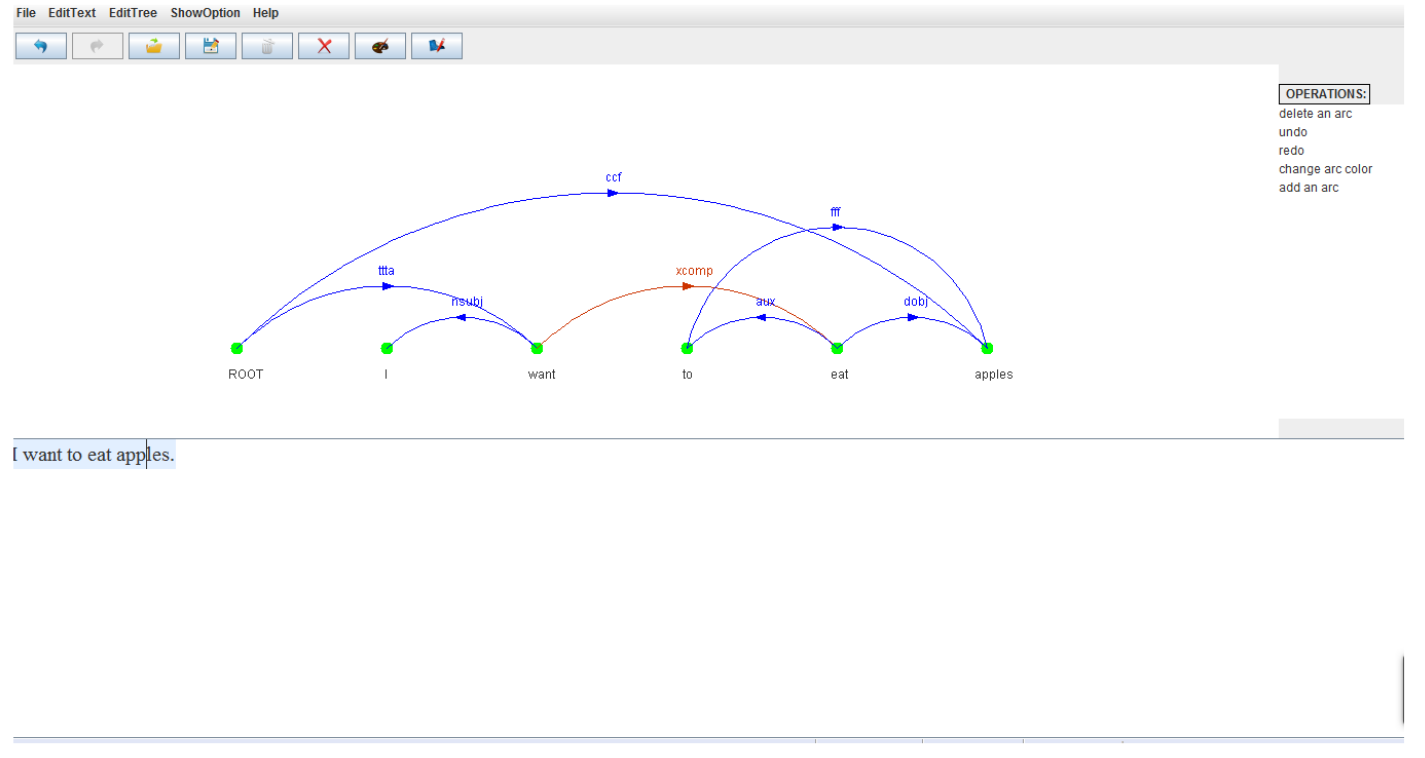 File EditText EditTree ShowOption Help
OPERATIONS:
delete an arc
undo
redo
change arc color
add an arc
ccf
fff
ttta
xcomp
nsubj
aux
dobj
ROOT I want to eat apples
I want to eat apples.